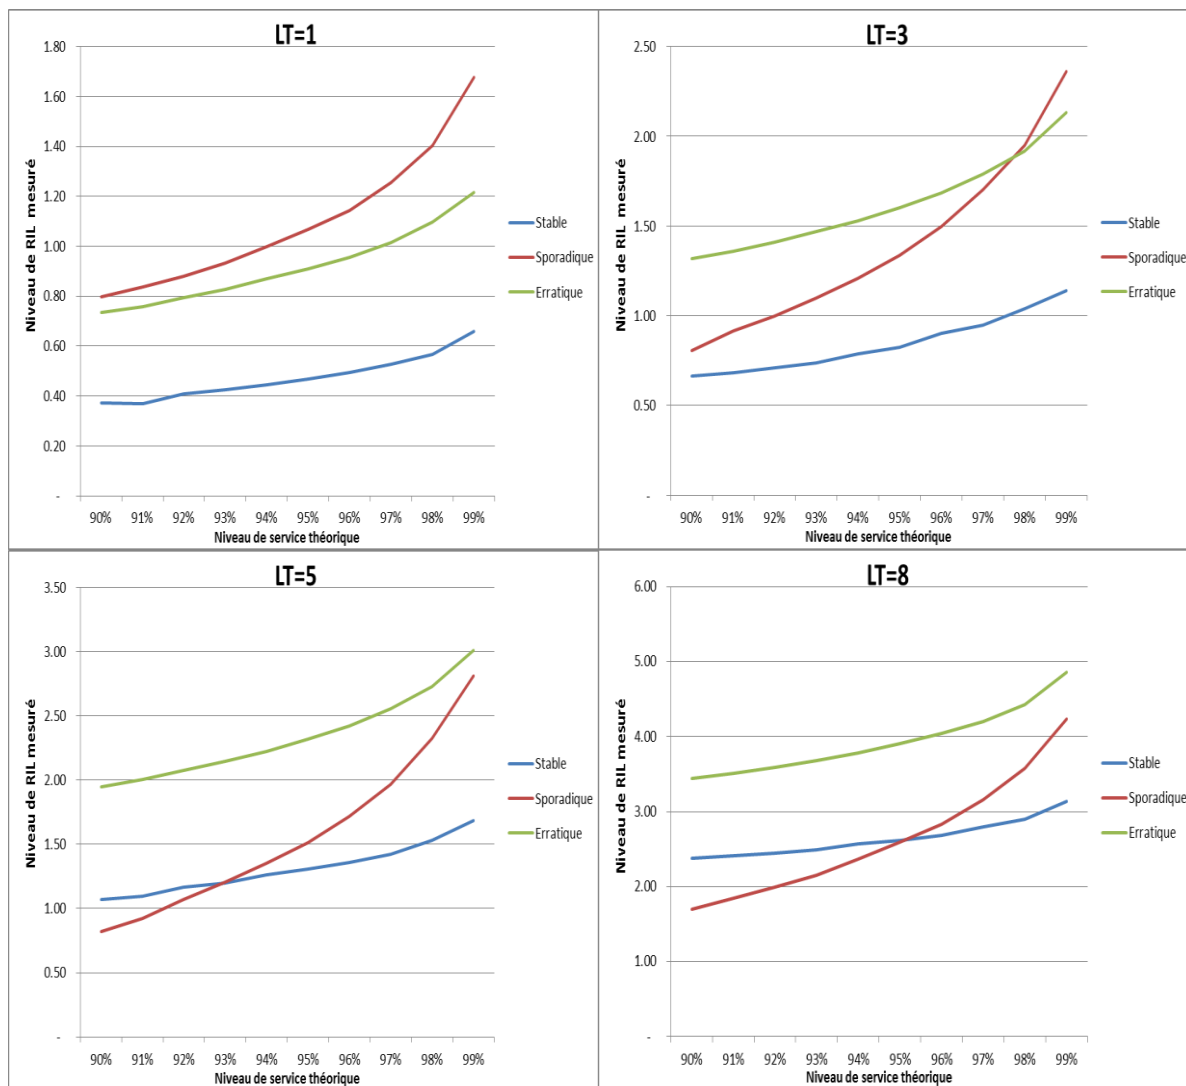 LT=1
1.80
1.60
1.40
1.20
1.00
0.80
0.60
0.40
0.20
-
Niveau de RIL mesuré
90% 91% 92% 93% 94% 95% 96% 97% 98% 99%
Niveau de service théorique
Stable
Sporadique
Erratique
LT=3
2.50
2.00
1.50
1.00
0.50
-
Niveau de RIL mesuré
90% 91% 92% 93% 94% 95% 96% 97% 98% 99%
Niveau de service théorique
Stable
Sporadique
Erratique
LT=5
3.50
3.00
2.50
2.00
1.50
1.00
0.50
-
Niveau de RIL mesuré
90% 91% 92% 93% 94% 95% 96% 97% 98% 99%
Niveau de service théorique
Stable
Sporadique
Erratique
LT=8
6.00
5.00
4.00
3.00
2.00
1.00
-
Niveau de RIL mesuré
90% 91% 92% 93% 94% 95% 96% 97% 98% 99%
Niveau de service théorique
Stable
Sporadique
Erratique